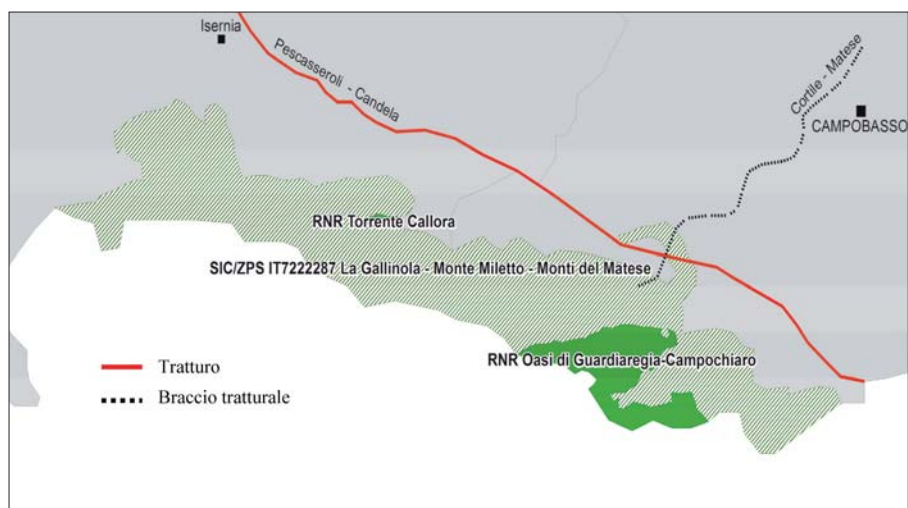 Isernia
Pescasseroli - Candela
Cortile - Matese
CAMPOBASSO
RNR Torrente Callora
SIC/ZPS IT7222287 La Gallinola - Monte Miletto - Monti del Matese
RNR Oasi di Guardiaregia-Campochiaro
Tratturo
Braccio tratturale